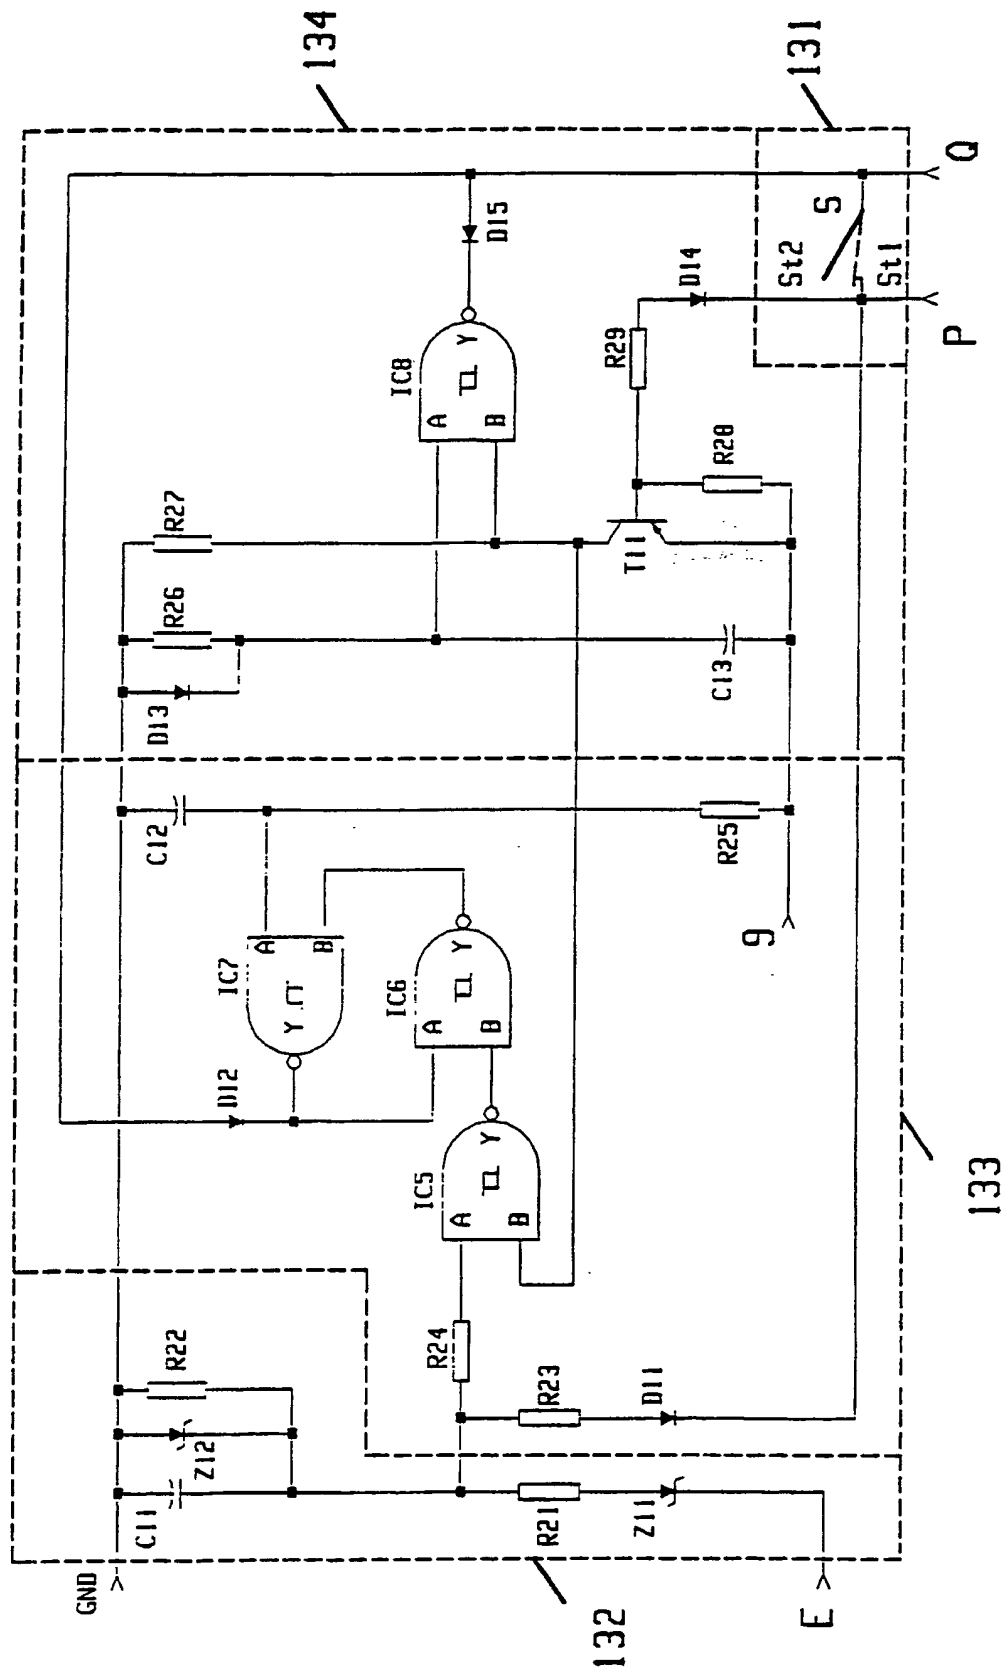 134
131
Q
S
D15
St2
St1
D14
P
R29
IC8
A
Y
B
R28
R27
T11
R26
C13
D13
C12
R25
9
IC7
A
B
Y
IC6
A
Y
B
D12
IC5
A
Y
B
133
R24
R22
R23
D11
Z12
C11
R21
Z11
GND
E
132